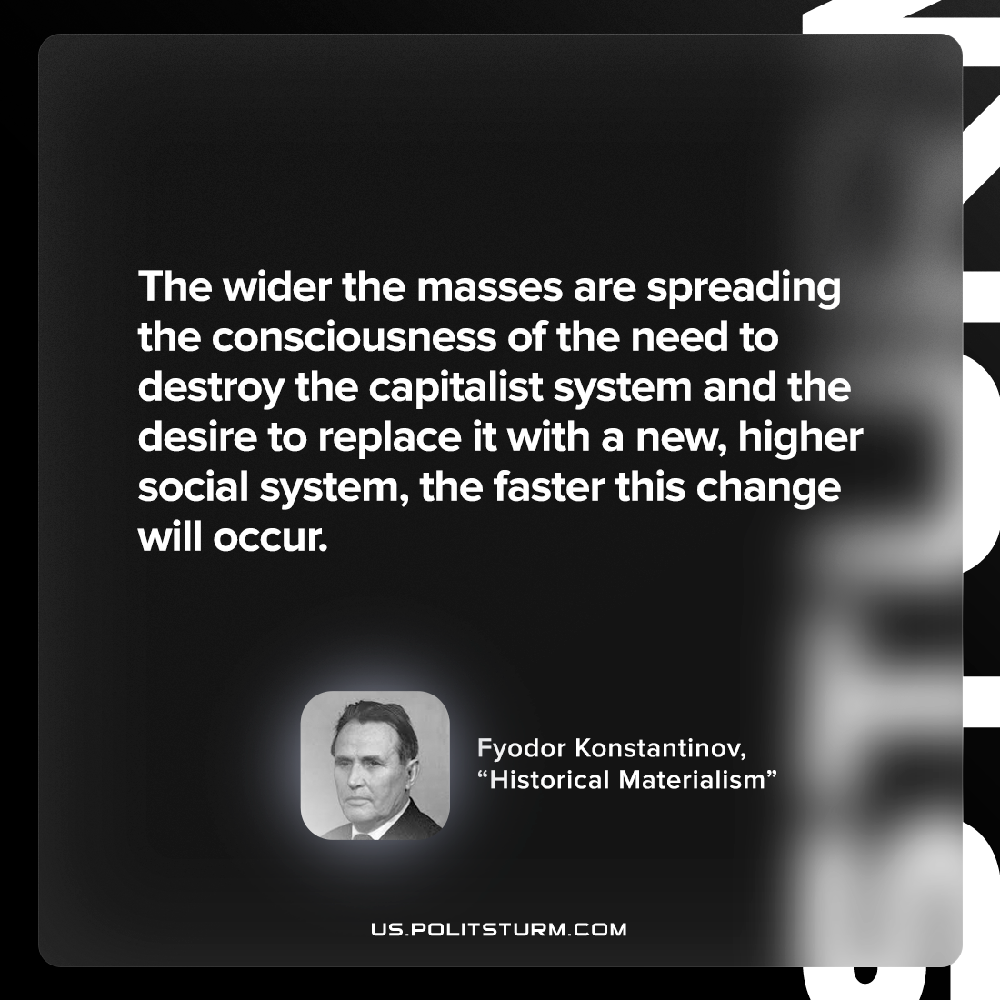 The wider the masses are spreading
the consciousness of the need to
destroy the capitalist system and the
desire to replace it with a new, higher
social system, the faster this change
will occur.
Fyodor Konstantinov,
“Historical Materialism”
US.POLITSTURM.COM